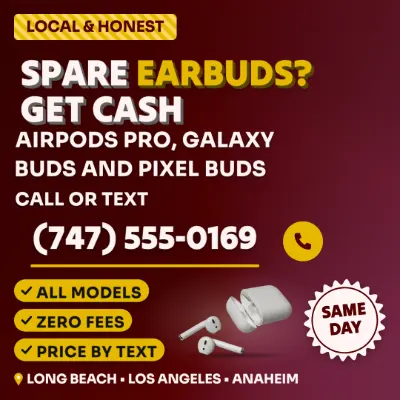 LOCAL & HONEST
SPARE EARBUDS?
GET CASH
AIRPODS PRO, GALAXY
BUDS AND PIXEL BUDS
CALL OR TEXT
(747) 555-0169
ALL MODELS
ZERO FEES
PRICE BY TEXT
SAME
DAY
LONG BEACH ▪ LOS ANGELES ▪ ANAHEIM